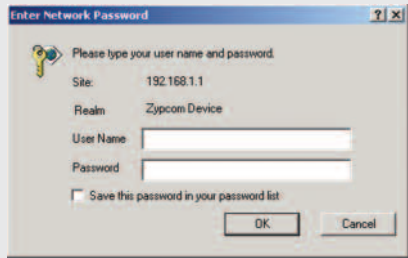 Enter Network Password
? X
Please type your user name and password.
Site: 192.168.1.1
Realm Zypcom Device
User Name
Password
Save this password in your password list
OK Cancel